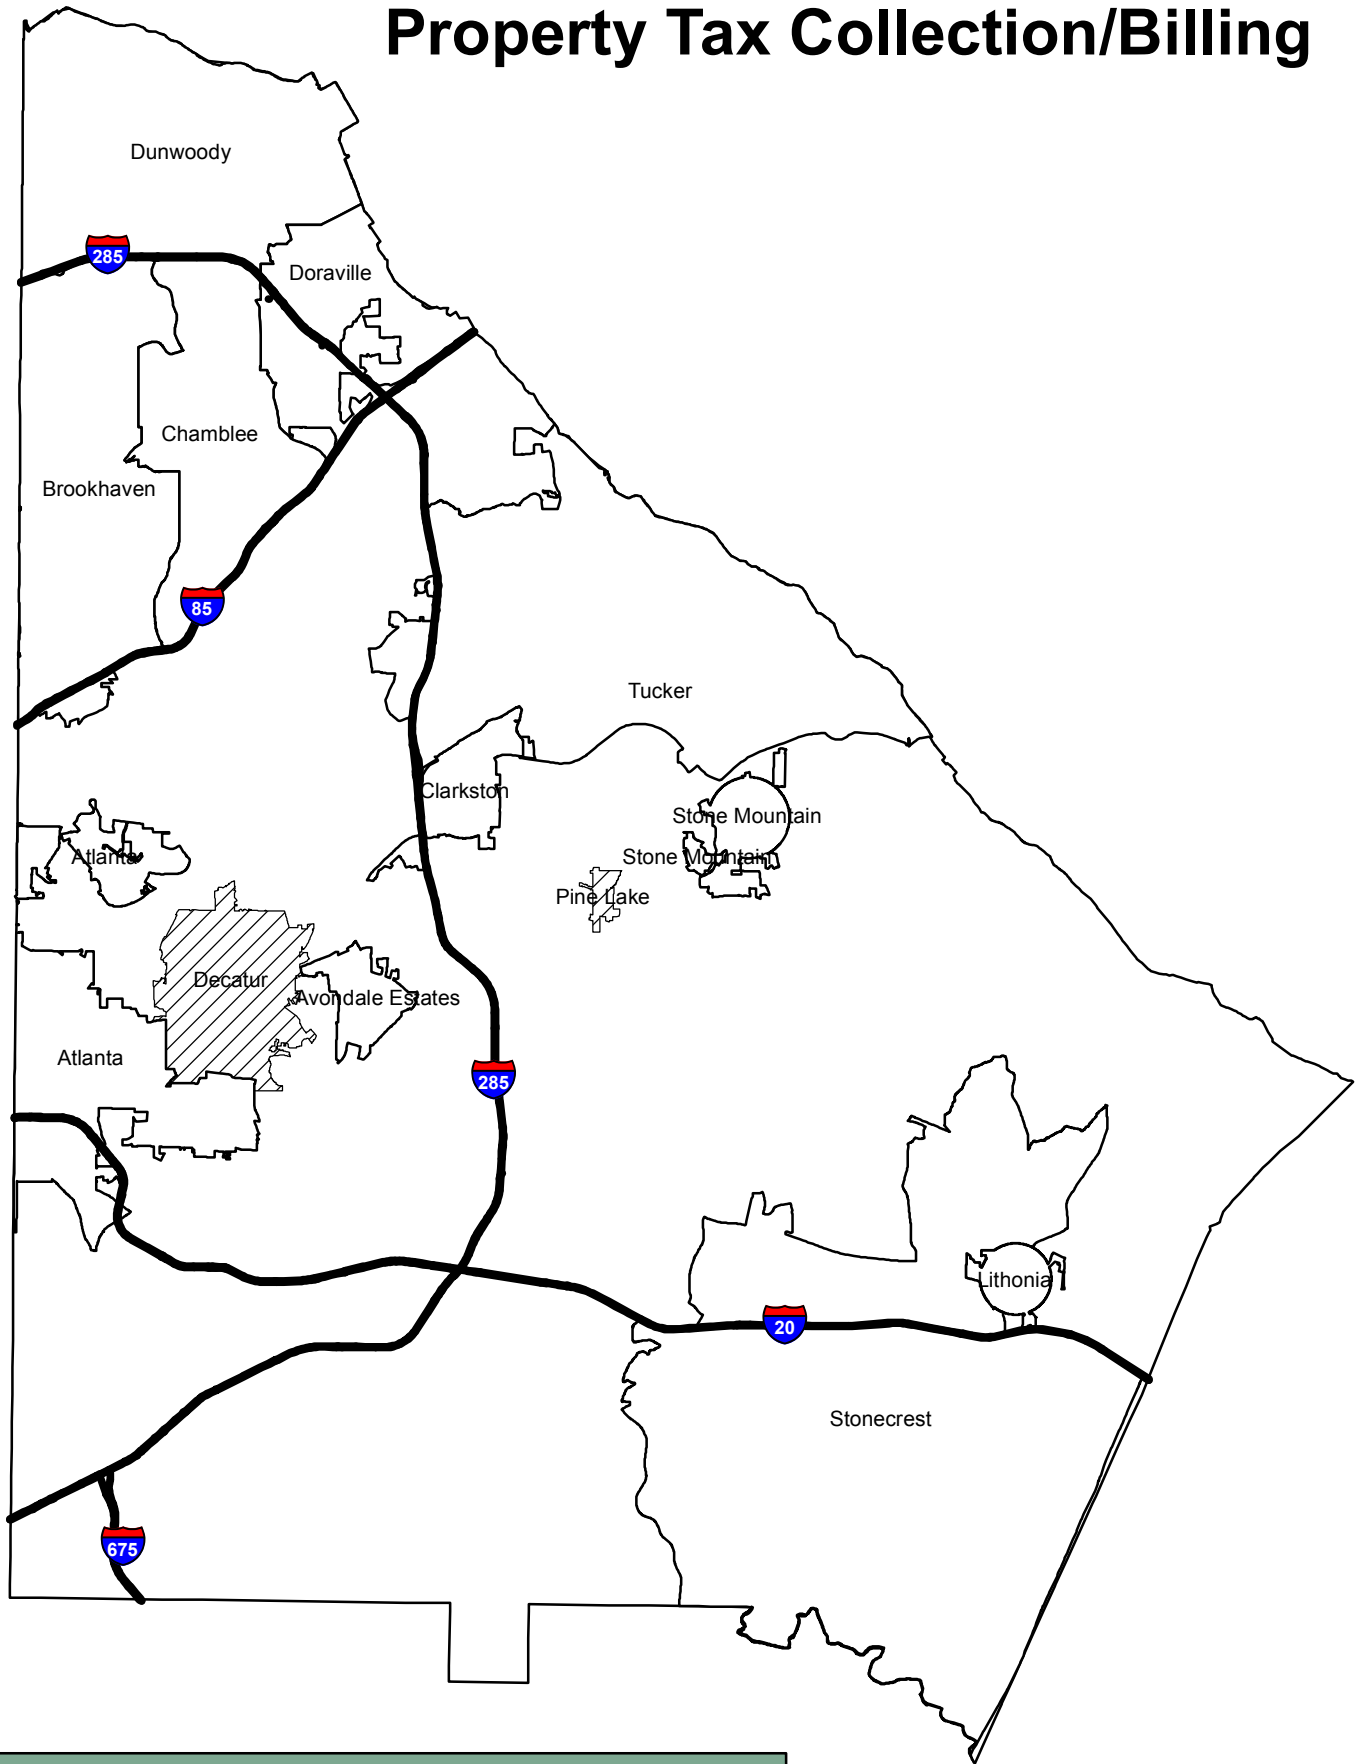 Property Tax Collection/Billing
Dunwoody
285
Doraville
Chamblee
Brookhaven
85
Tucker
Clarkston
Stone Mountain
Atlanta
Stone Mountain
Pine Lake
Decatur
Avondale Estates
Atlanta
285
Lithonia
20
Stonecrest
675